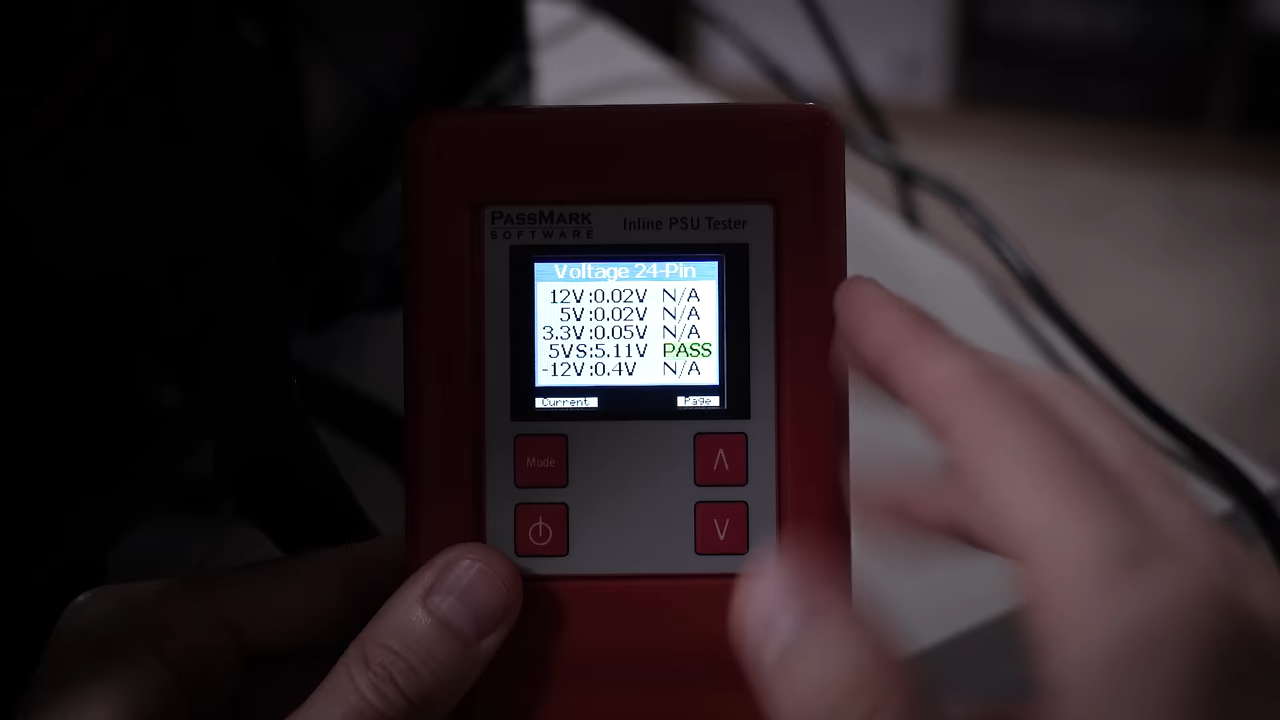 PASSMARK
SOFTWARE
Inline PSU Tester
Voltage 24-Pin
12V:0.02V N/A
5V:0.02V N/A
3.3V:0.05V N/A
5VS:5.11V PASS
-12V:0.4V N/A
Current Page
Mode